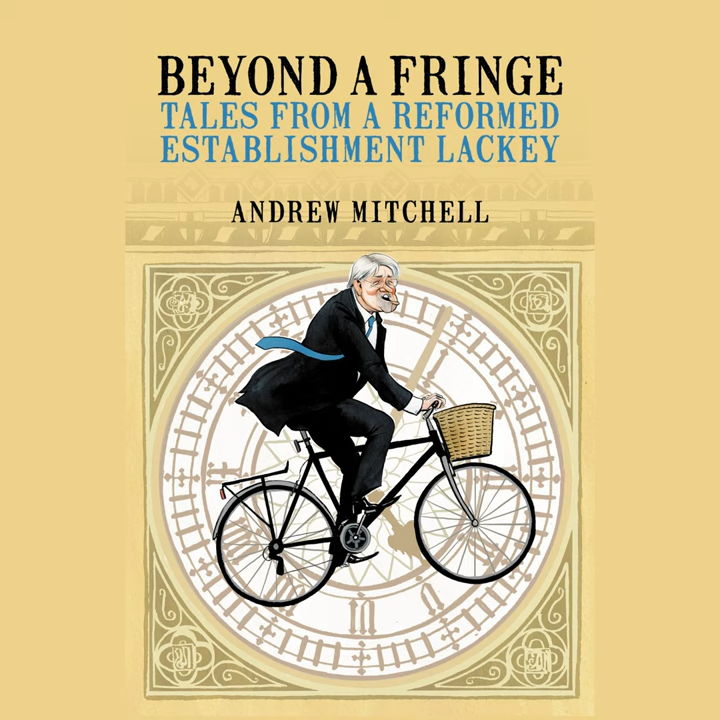 BEYOND A FRINGE
TALES FROM A REFORMED
ESTABLISHMENT LACKEY
ANDREW MITCHELL